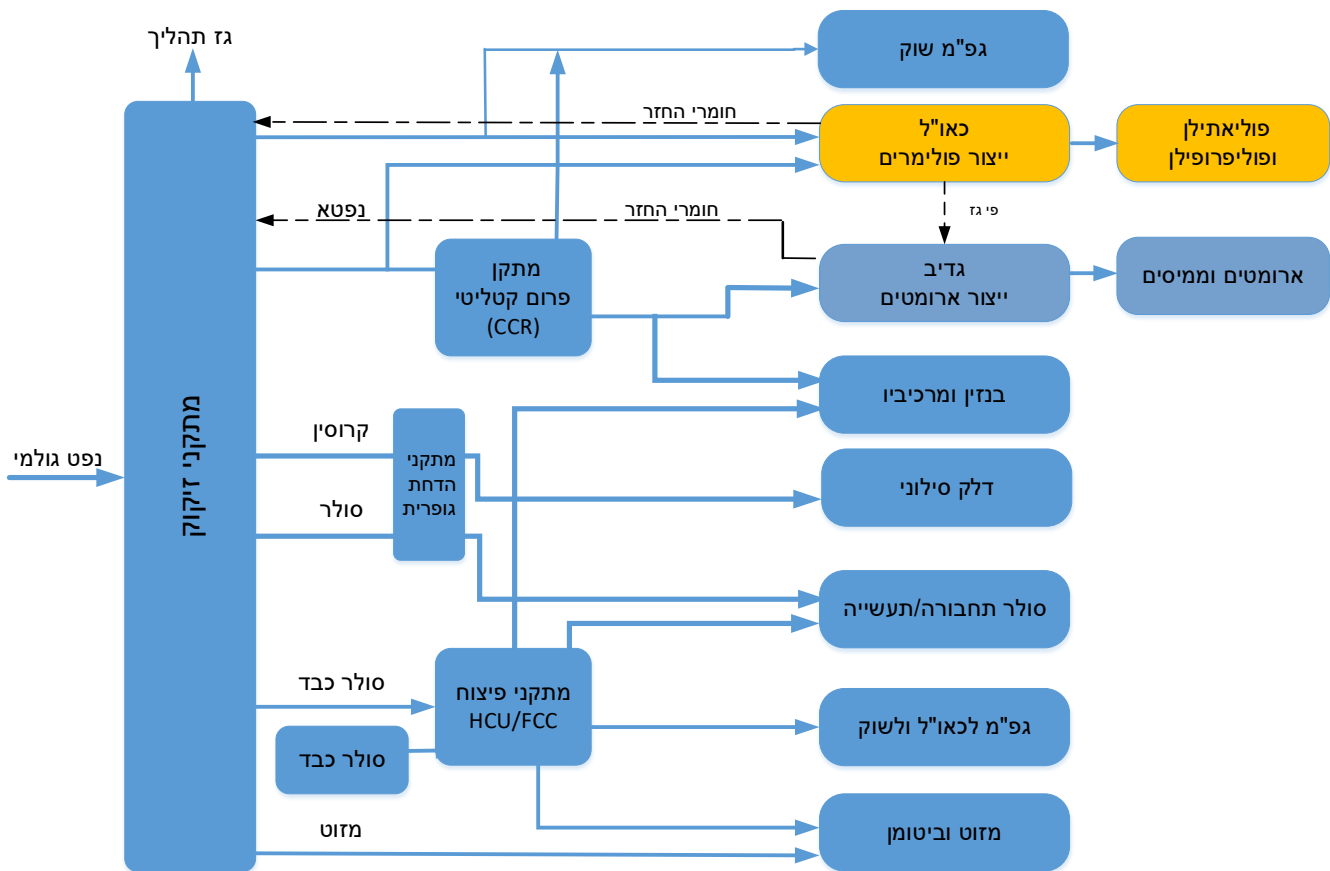 גז תהליך
גפ"מ שוק
חומרי החזר
כאו"ל
ייצור פולימרים
פוליאתילן
ופוליפרופילן
נפטא
חומרי החזר
פי גז
מתקן
פרום קטליטי
(CCR)
גדיב
ייצור ארומטים
ארומטים וממיסים
בנזין ומרכיביו
מתקני זיקוק
נפט גולמי
קרוסין
מתקני
הדחת
גופרית
סולר
דלק סילוני
סולר תחבורה/תעשייה
סולר כבד
מתקני פיצוח
HCU/FCC
סולר כבד
גפ"מ לכאו"ל ולשוק
מזוט
מזוט וביטומן